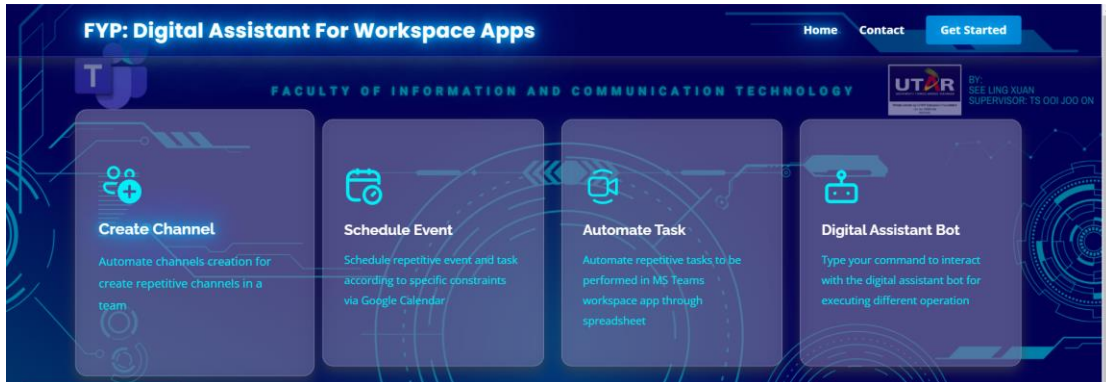 FYP: Digital Assistant For Workspace Apps
Home Contact Get Started
T
FACULTY OF INFORMATION AND COMMUNICATION TECHNOLOGY
UTAR
BY:
SEE LING XUAN
SUPERVISOR: TS OOI JOO ON
Create Channel
Automate channels creation for
create repetitive channels in a
team
Schedule Event
Schedule repetitive event and task
according to specific constraints
via Google Calendar
Automate Task
Automate repetitive tasks to be
performed in MS Teams
workspace app through
spreadsheet
Digital Assistant Bot
Type your command to interact
with the digital assistant bot for
executing different operation